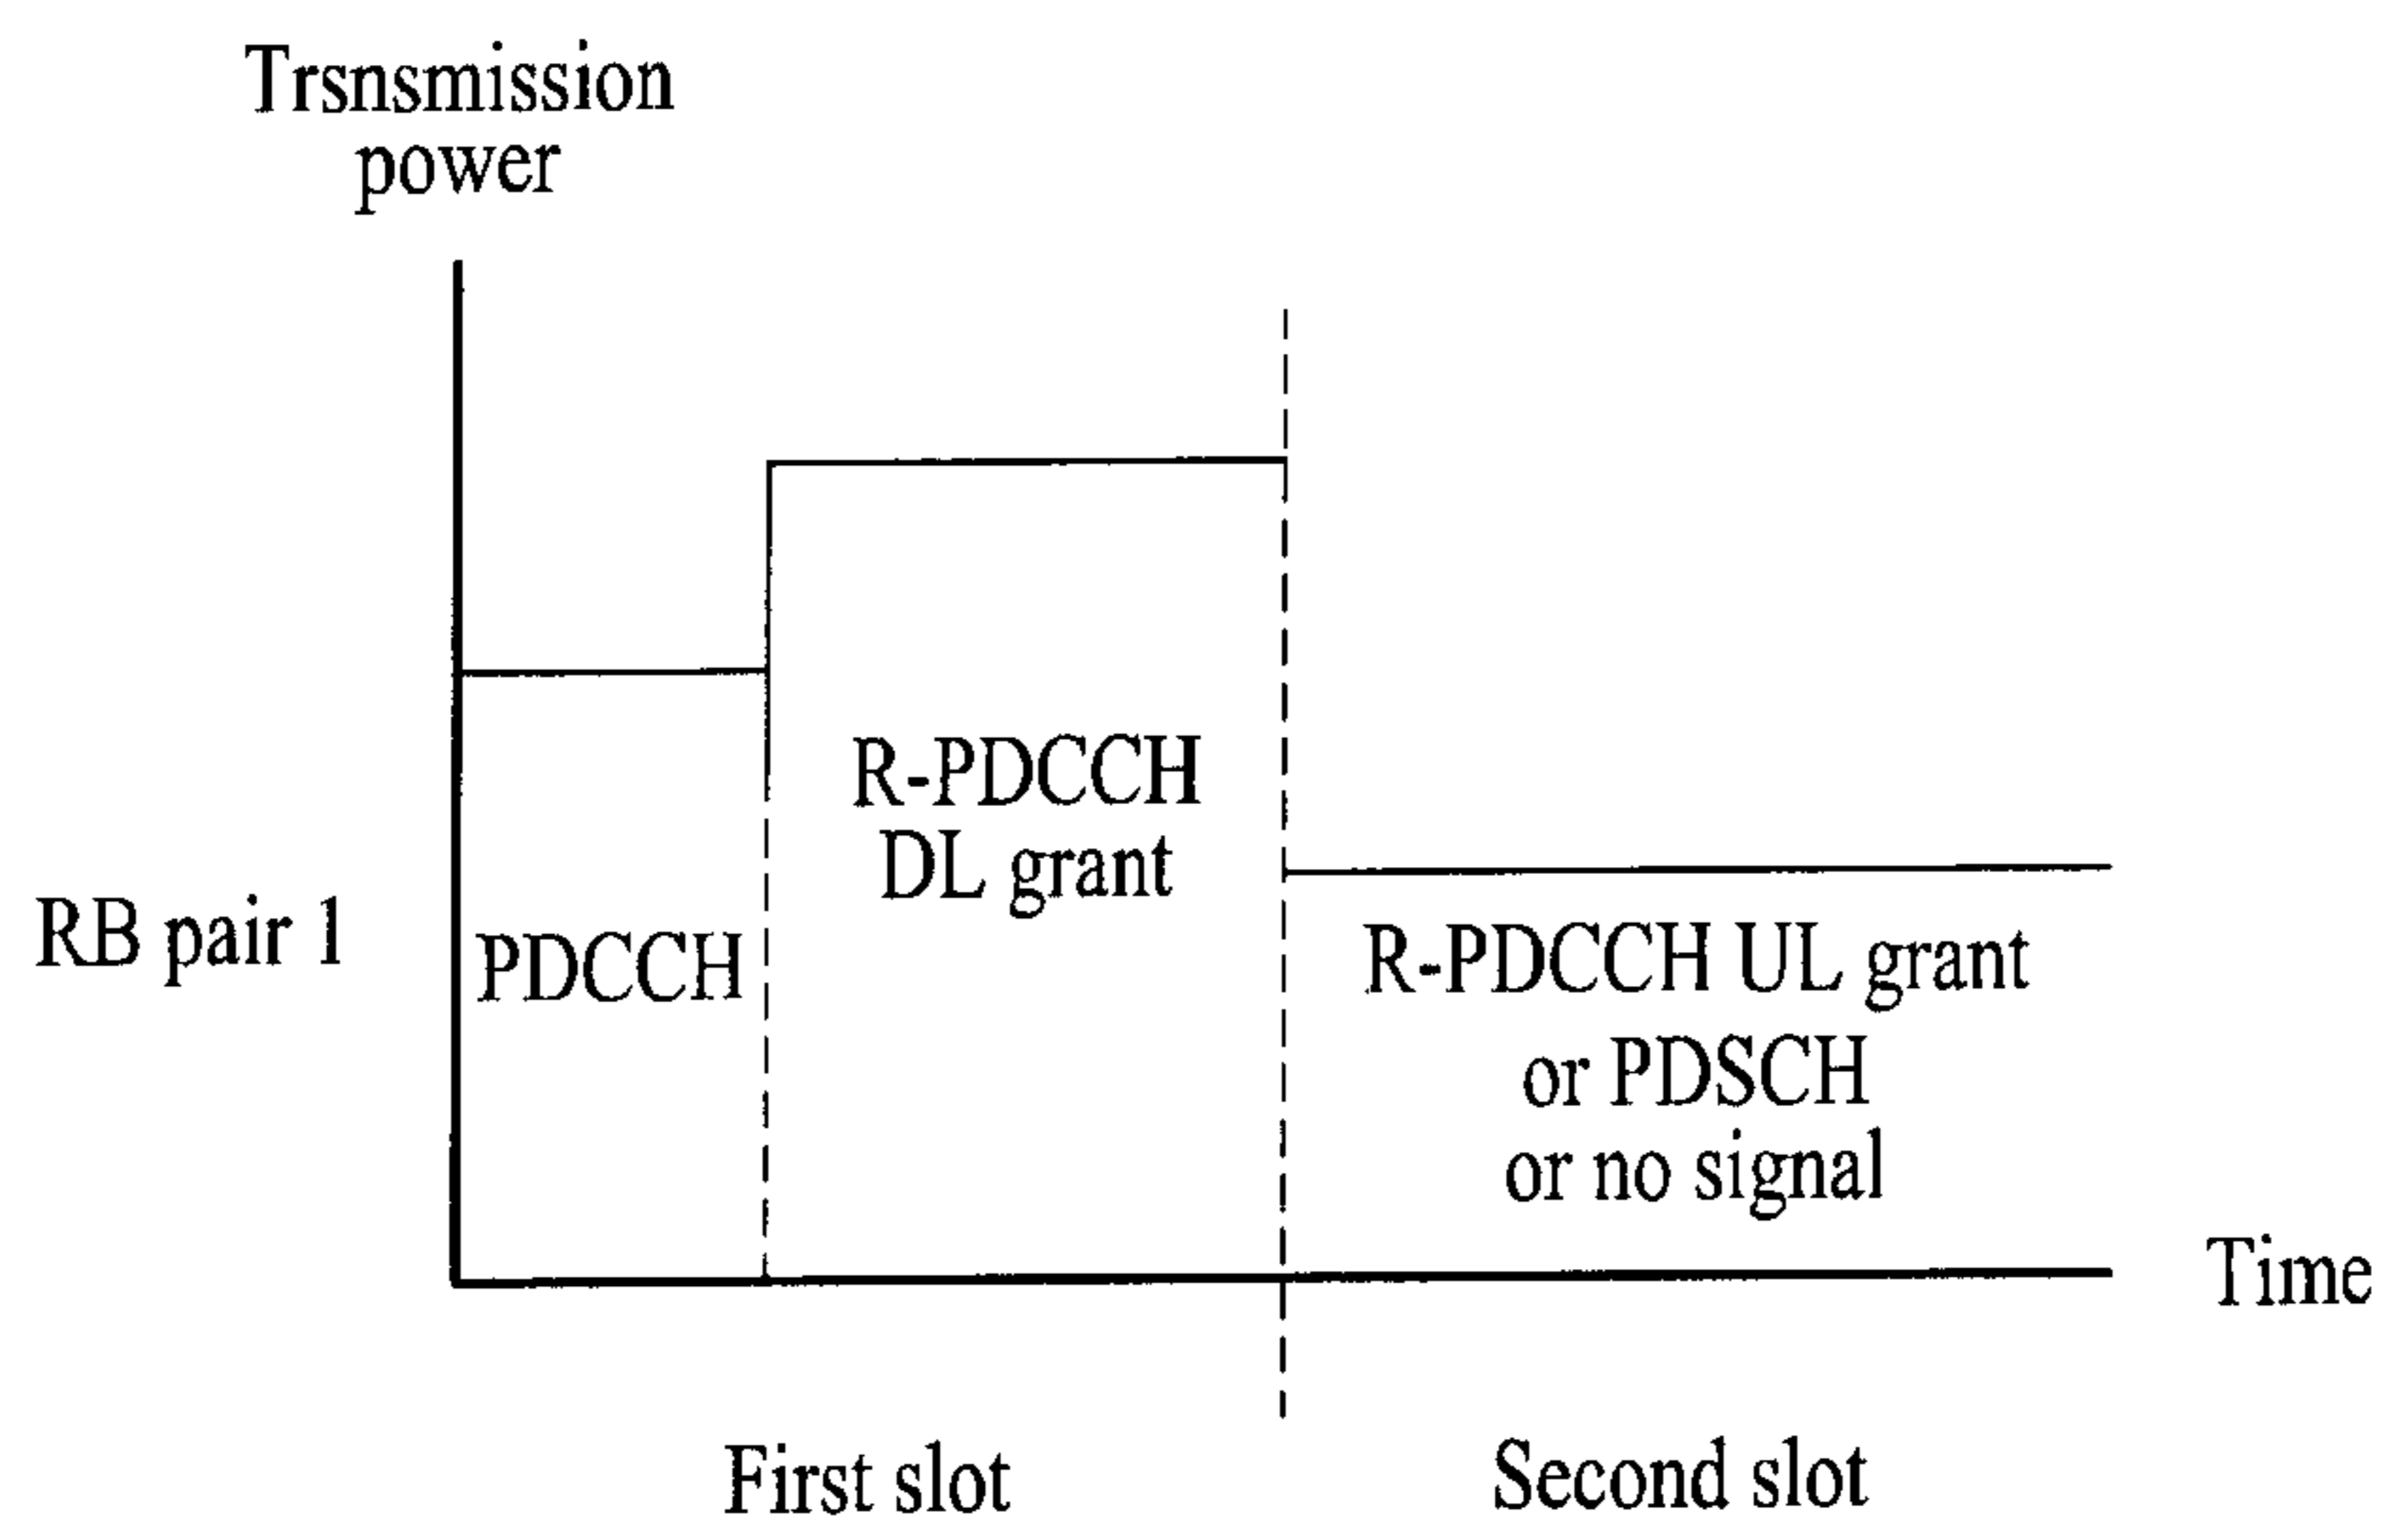 Trsnsmission
power
R-PDCCH
DL grant
RB pair 1
PDCCH
R-PDCCH UL grant
or PDSCH
or no signal
Time
First slot
Second slot